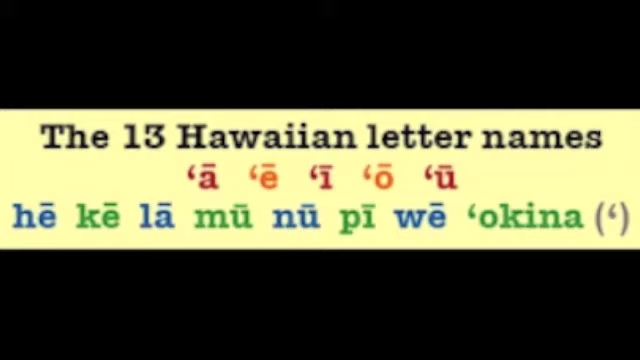 The 13 Hawaiian letter names
ʻā ʻē ʻī ʻō ʻū
hē kē lā mū nū pī wē ʻokina (ʻ)